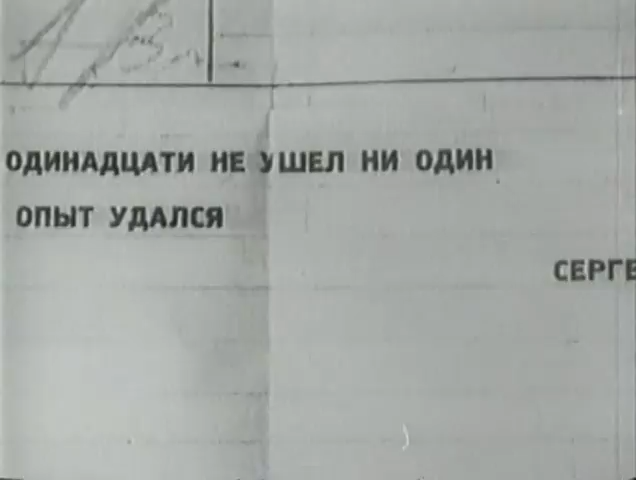 ОДИНАДЦАТИ НЕ УШЕЛ НИ ОДИН
ОПЫТ УДАЛСЯ
СЕРГЕ